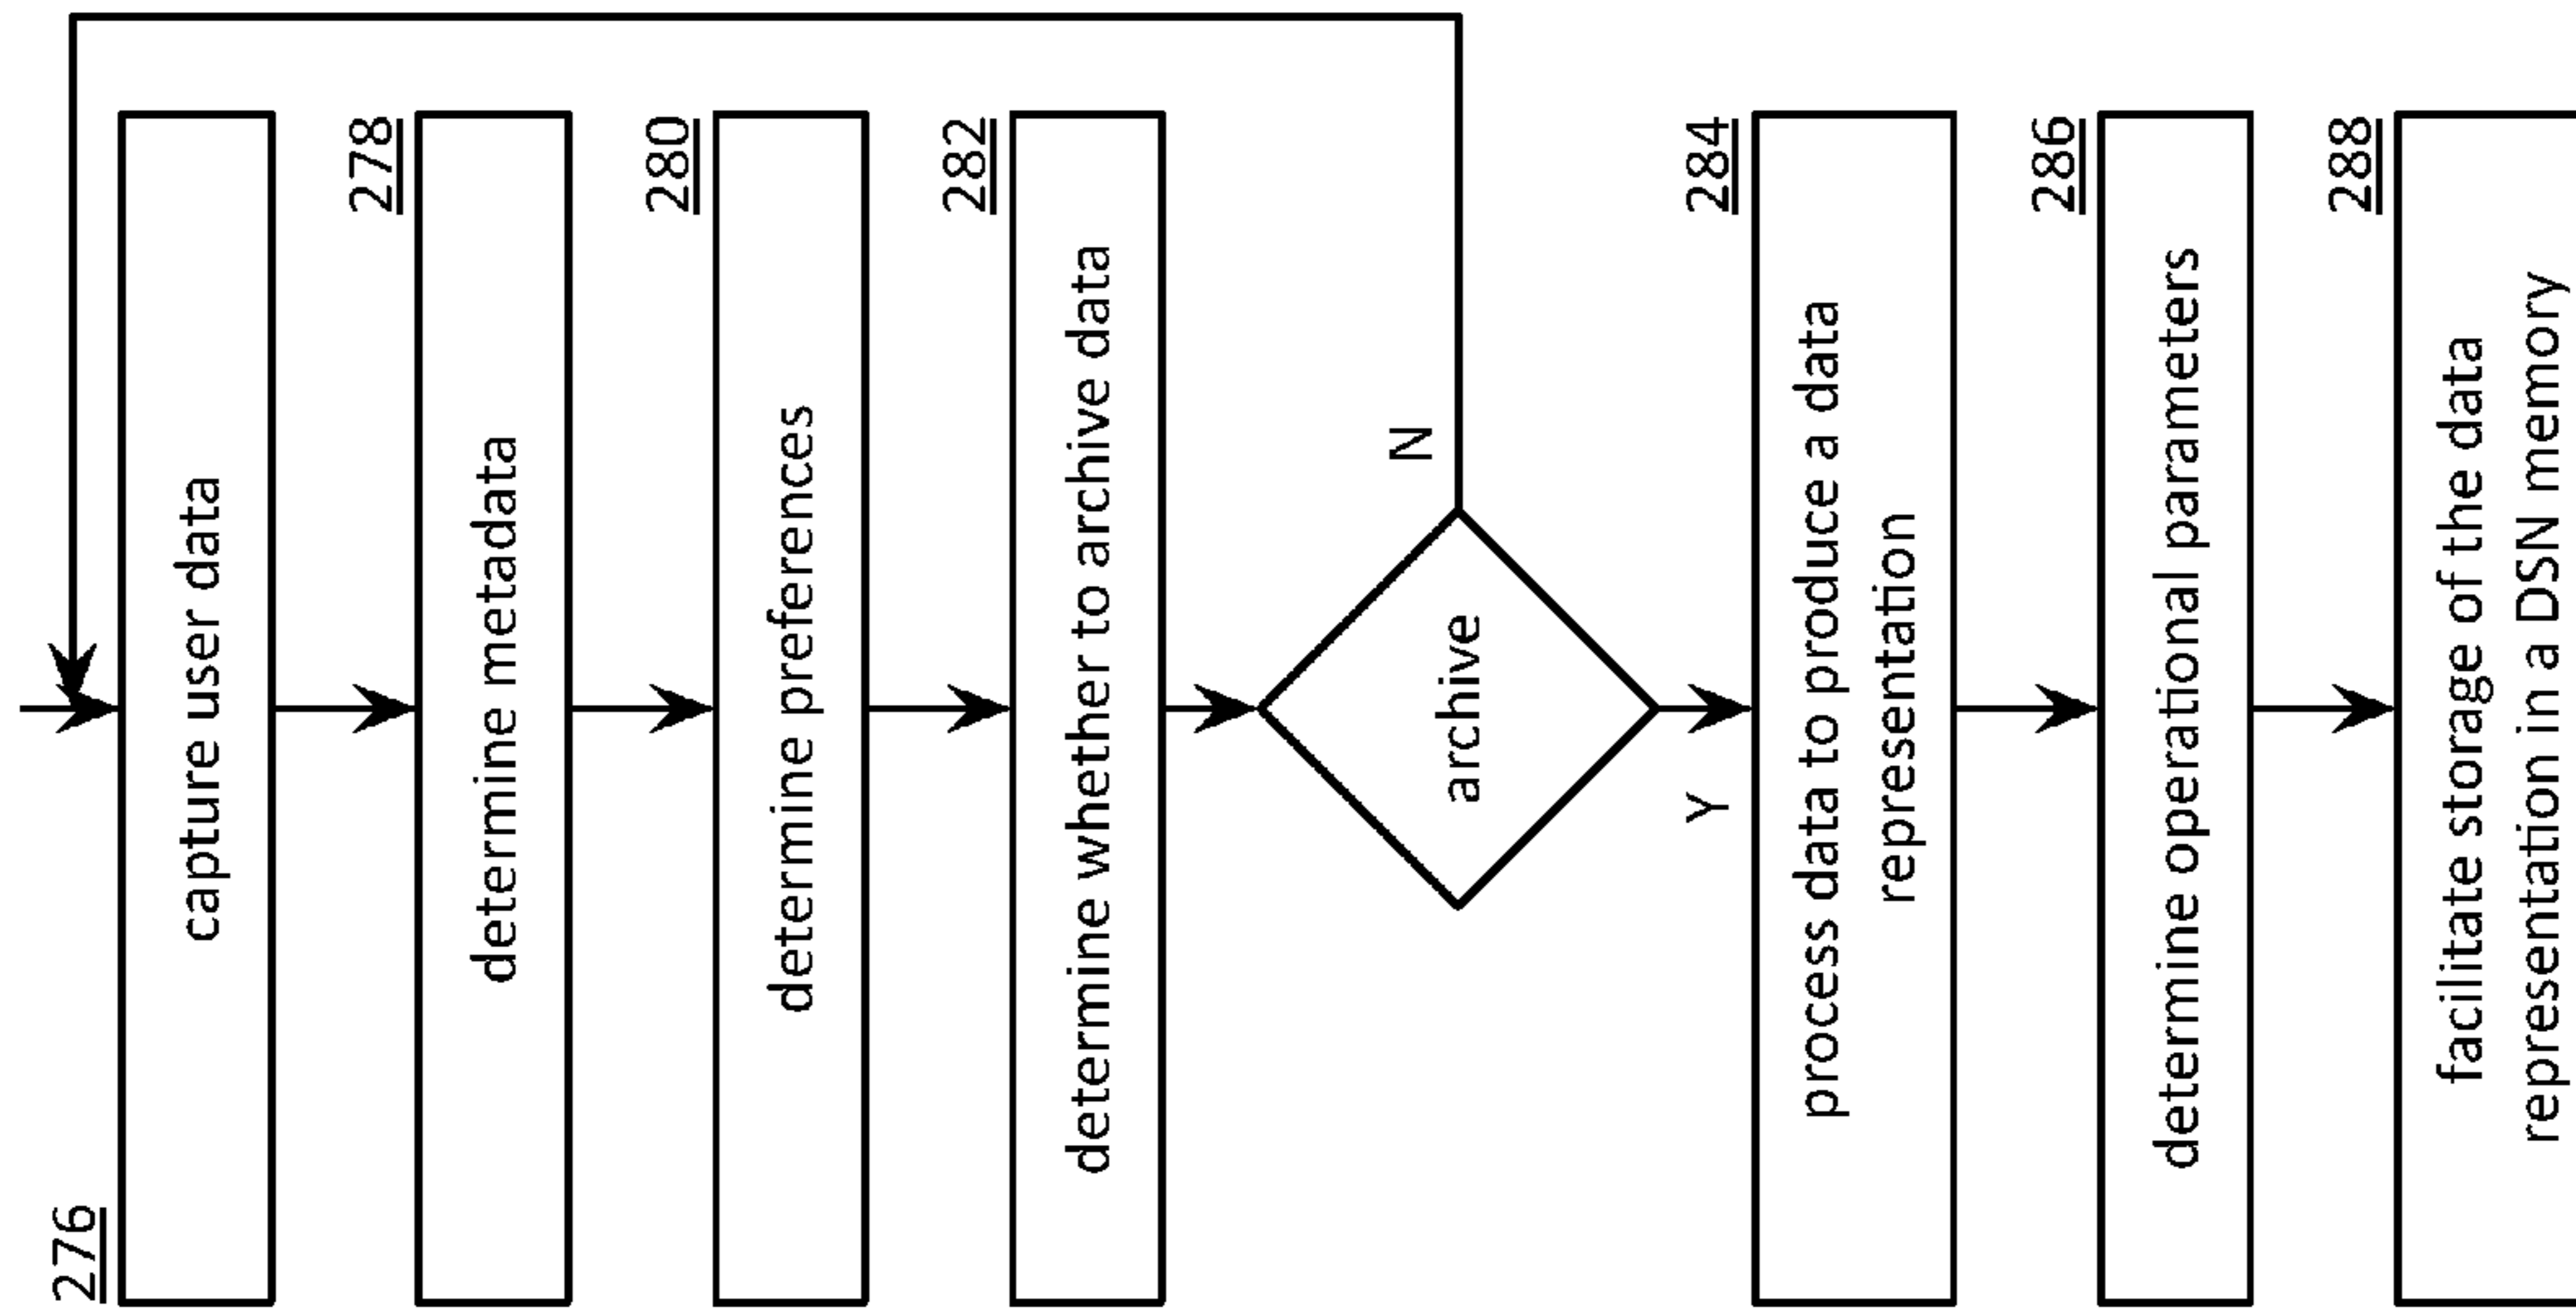 276
capture user data
278
determine metadata
280
determine preferences
282
determine whether to archive data
archive
N
Y
284
process data to produce a data
representation
286
determine operational parameters
288
facilitate storage of the data
representation in a DSN memory